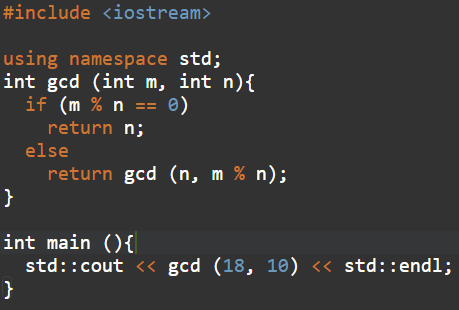 #include <iostream>
using namespace std;
int gcd (int m, int n){
  if (m % n == 0)
    return n;
  else
    return gcd (n, m % n);
}
int main (){
  std::cout << gcd (18, 10) << std::endl;
}